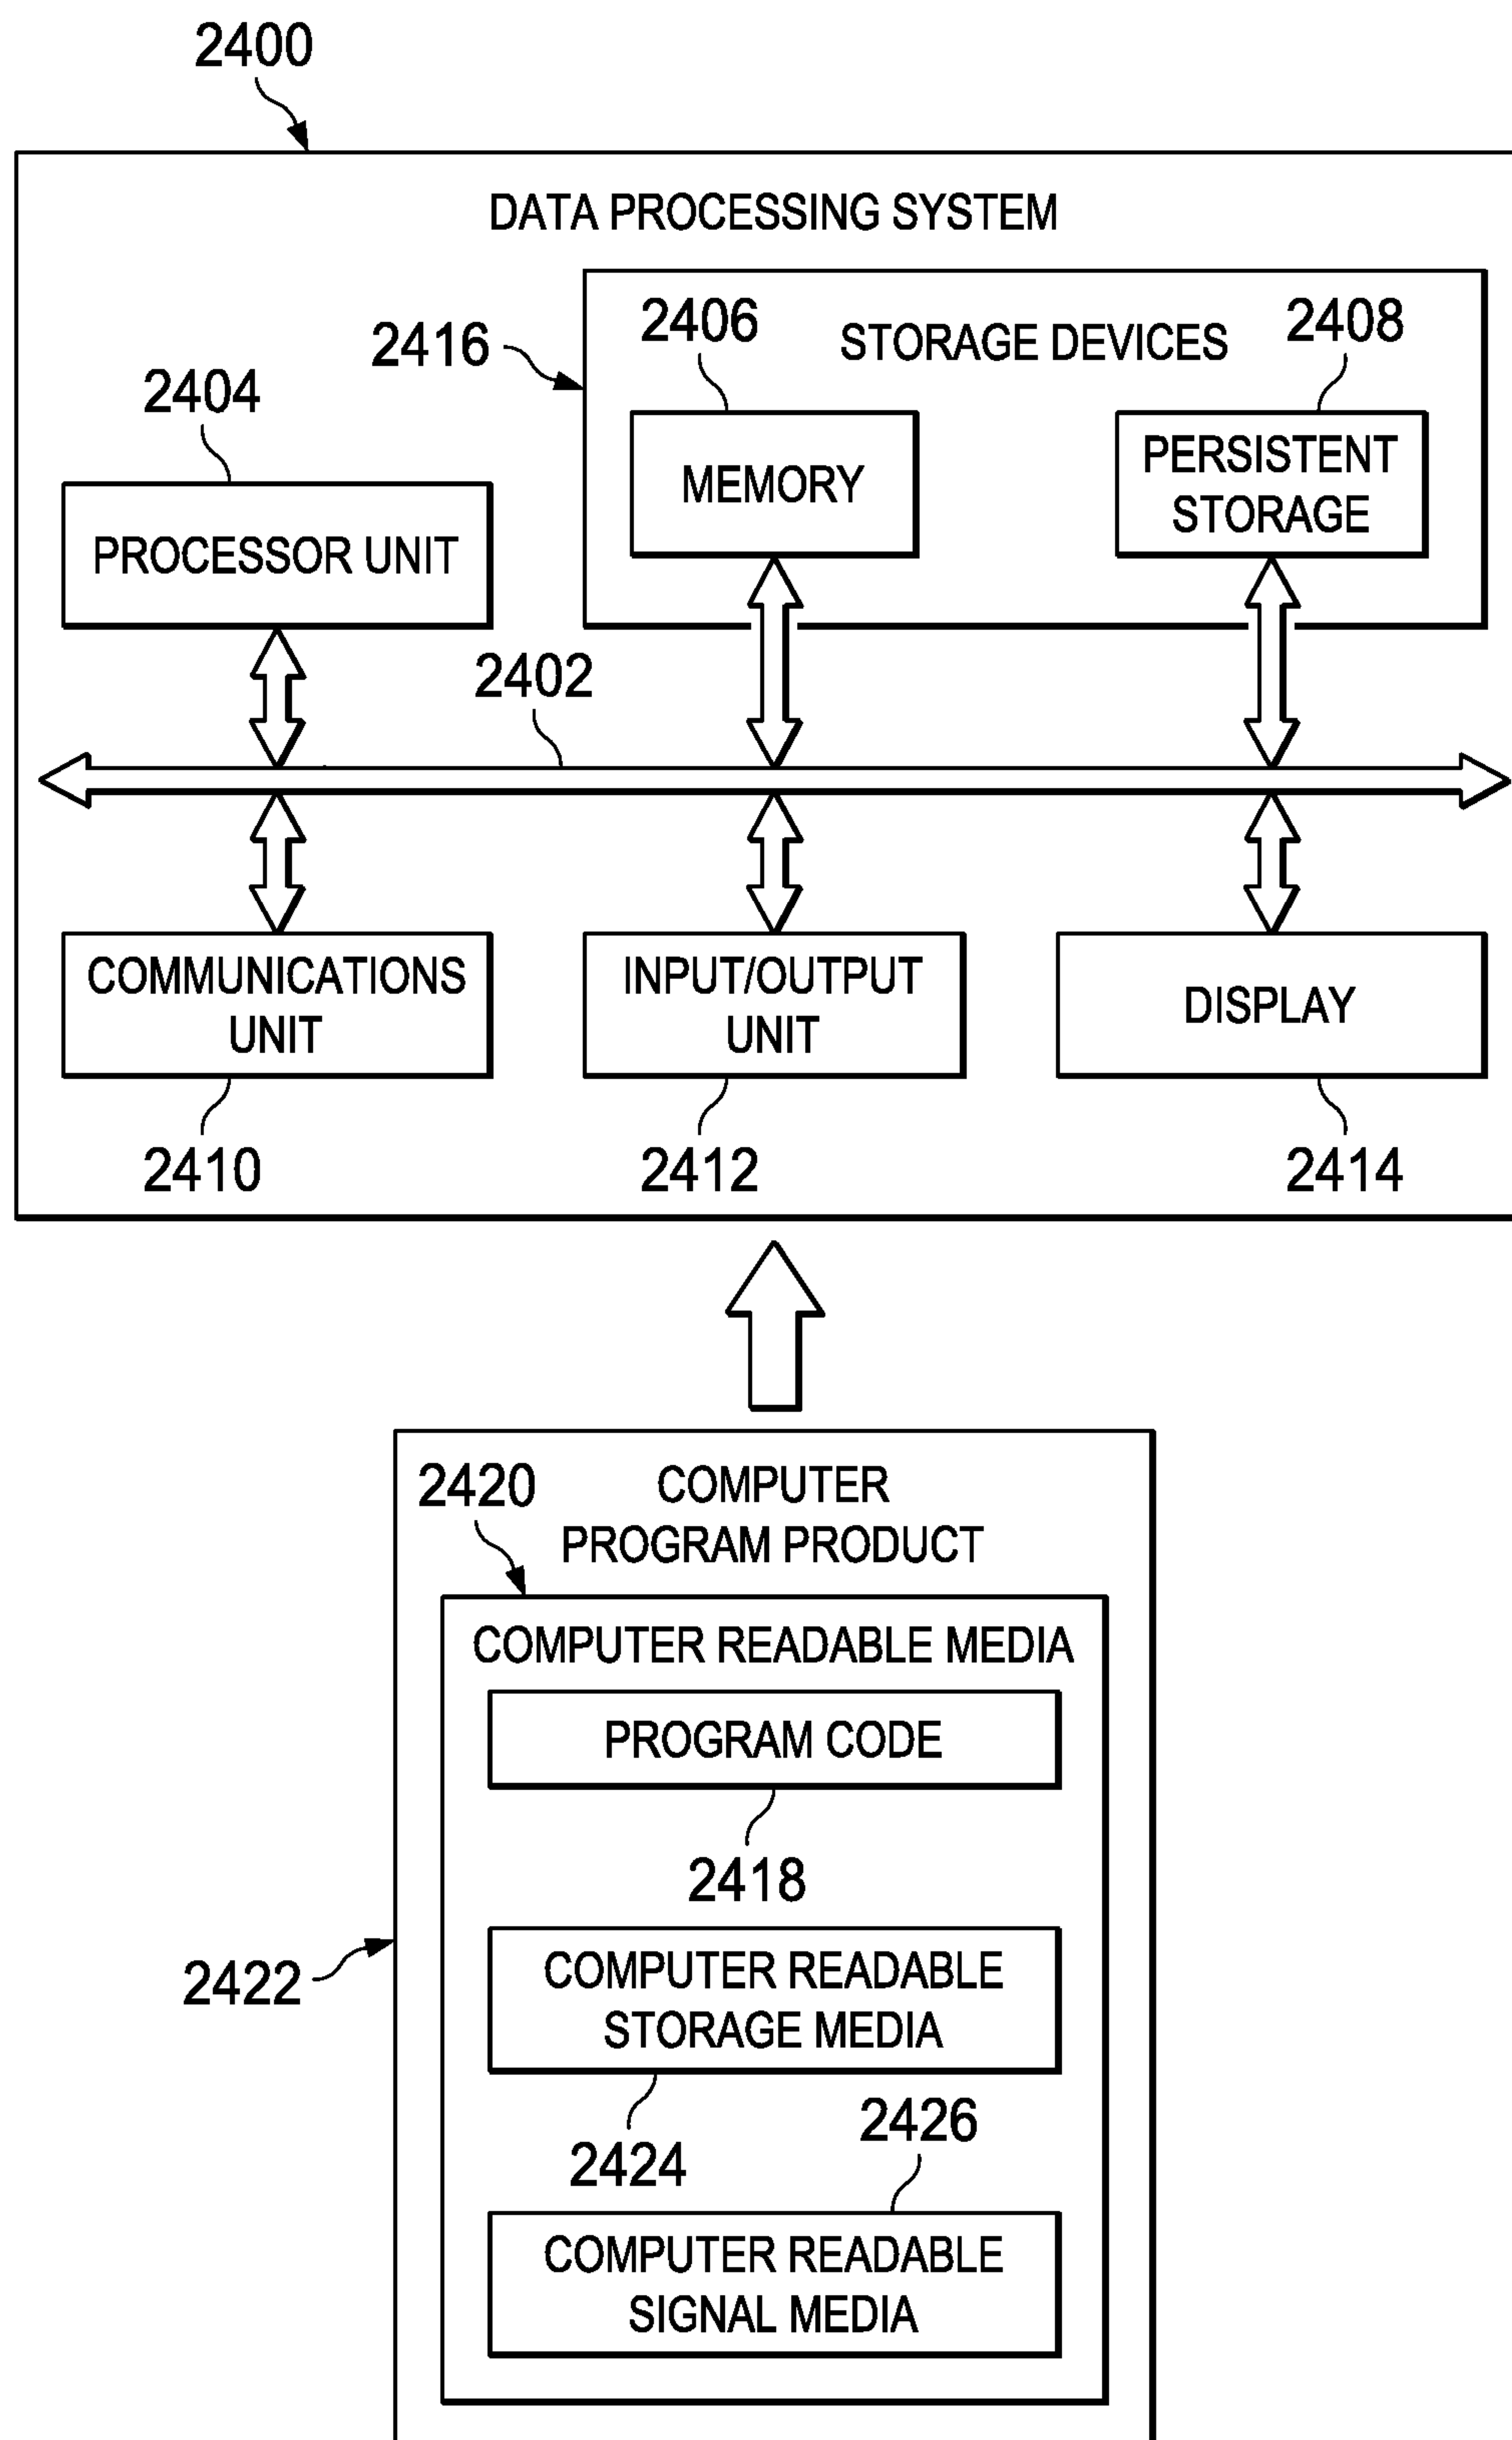 2400
DATA PROCESSING SYSTEM
2416
2406
STORAGE DEVICES
2408
2404
MEMORY
PERSISTENT
STORAGE
PROCESSOR UNIT
2402
COMMUNICATIONS
UNIT
INPUT/OUTPUT
UNIT
DISPLAY
2410
2412
2414
2420
COMPUTER
PROGRAM PRODUCT
COMPUTER READABLE MEDIA
PROGRAM CODE
2418
2422
COMPUTER READABLE
STORAGE MEDIA
2424
2426
COMPUTER READABLE
SIGNAL MEDIA